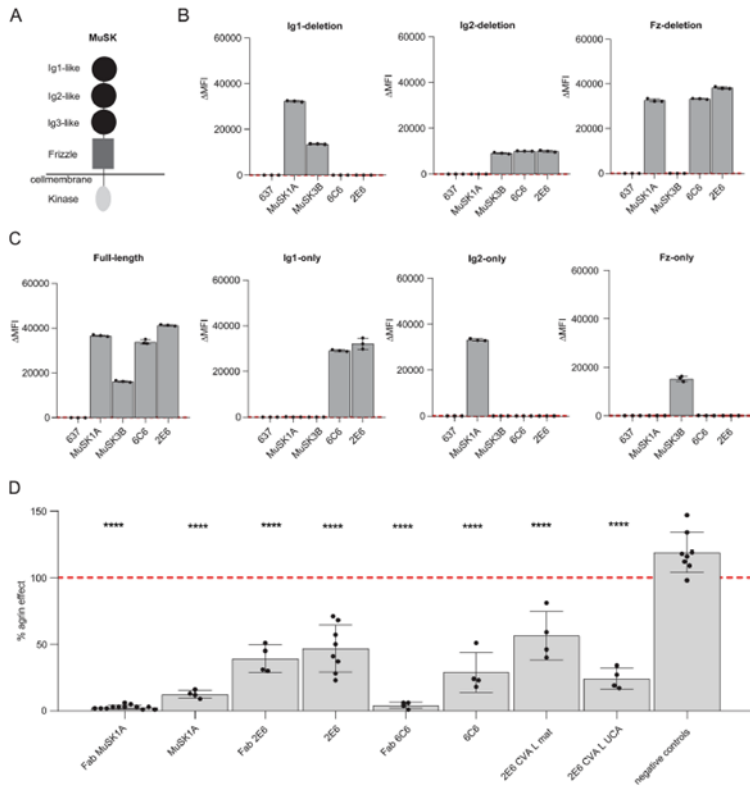 A
MuSK
Ig1-like
Ig2-like
Ig3-like
Frizzle
cellmembrane
Kinase
B
Ig1-deletion
ΔMFI
60000
40000
20000
0
637
MuSK1A
MuSK3B
6C6
2E6
Ig2-deletion
ΔMFI
60000
40000
20000
0
637
MuSK1A
MuSK3B
6C6
2E6
Fz-deletion
ΔMFI
60000
40000
20000
0
637
MuSK1A
MuSK3B
6C6
2E6
C
Full-length
ΔMFI
60000
40000
20000
0
637
MuSK1A
MuSK3B
6C6
2E6
Ig1-only
ΔMFI
60000
40000
20000
0
637
MuSK1A
MuSK3B
6C6
2E6
Ig2-only
ΔMFI
60000
40000
20000
0
637
MuSK1A
MuSK3B
6C6
2E6
Fz-only
ΔMFI
60000
40000
20000
0
637
MuSK1A
MuSK3B
6C6
2E6
D
% agrin effect
150
100
50
0
**** **** **** **** **** **** **** ****
Fab MuSK1A
MuSK1A
Fab 2E6
2E6
Fab 6C6
6C6
2E6 CVA L mat
2E6 CVA L UCA
negative controls